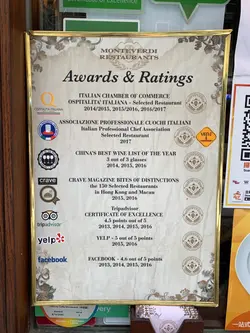 MONTEVERDI
RESTAURANTS
Awards & Ratings
ITALIAN CHAMBER OF COMMERCE
OSPITALITA' ITALIANA - Selected Restaurant
2014/2015, 2015/2016, 2016/2017
ASSOCIAZIONE PROFESSIONALE CUOCHI ITALIANI
Italian Professional Chef Association
Selected Restaurant
2017
CHINA'S BEST WINE LIST OF THE YEAR
3 out of 3 glasses
2014, 2015, 2016
crave
CRAVE MAGAZINE BITES OF DISTINCTIONS
the 150 Selected Restaurants
in Hong Kong and Macau
2015, 2016
tripadvisor
Tripadvisor
CERTIFICATE OF EXCELLENCE
4.5 points out of 5
2013, 2014, 2015, 2016
yelp
YELP - 5 out of 5 points
2015, 2016
facebook
FACEBOOK - 4.6 out of 5 points
2013, 2014, 2015, 2016